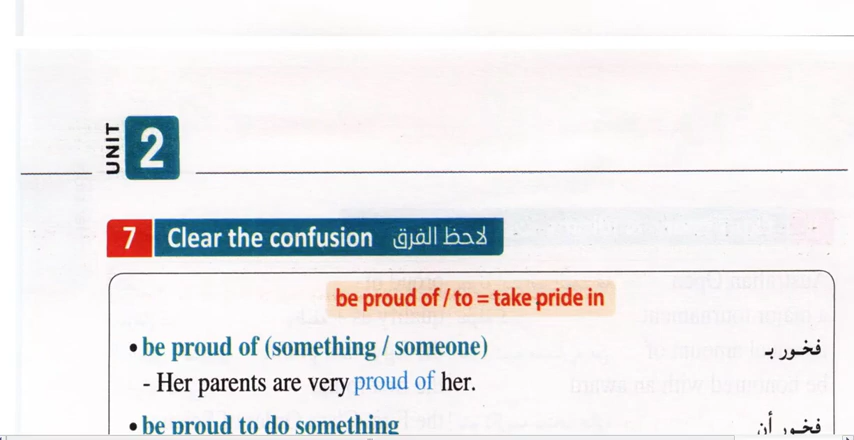 UNIT 2
7 Clear the confusion لاحظ الفرق
be proud of / to = take pride in
• be proud of (something / someone) فخور بـ
- Her parents are very proud of her.
• be proud to do something فخور أن